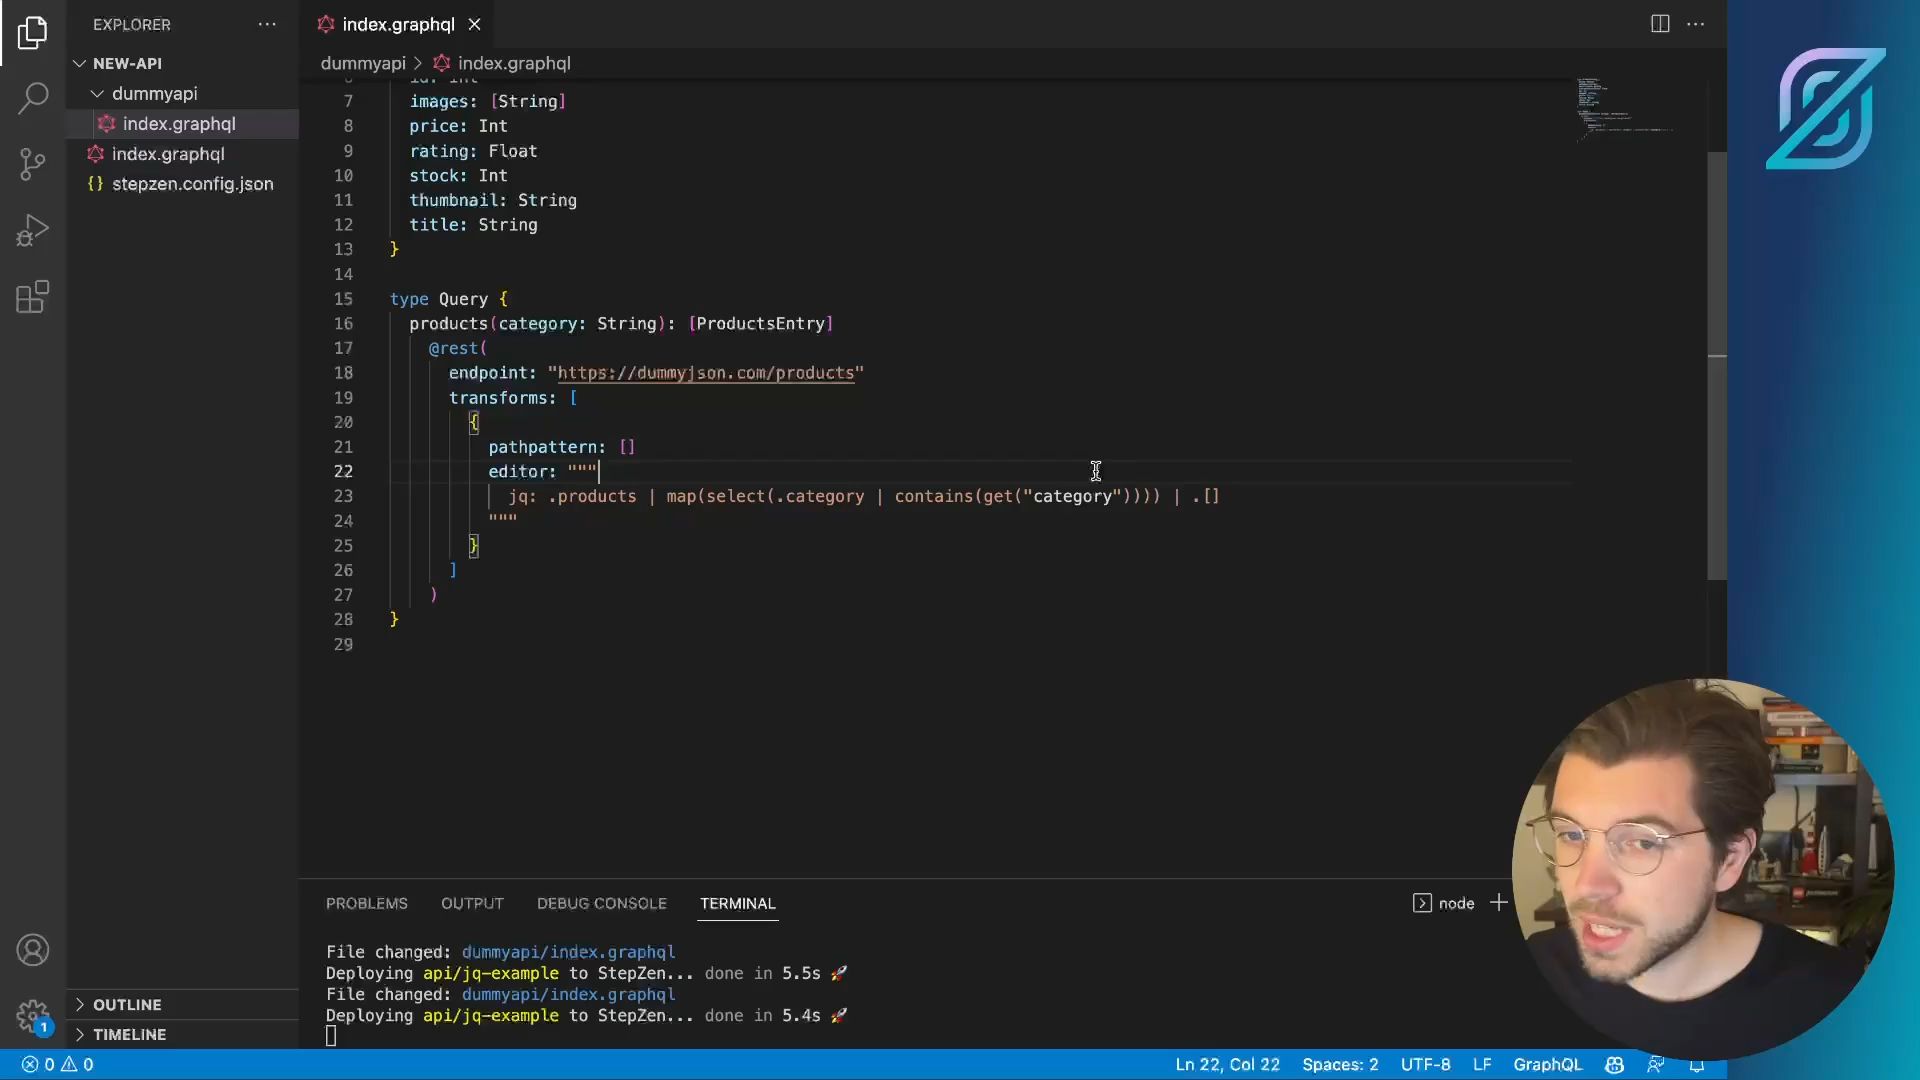 EXPLORER
NEW-API
dummyapi
index.graphql
index.graphql
stepzen.config.json
OUTLINE
TIMELINE
1
index.graphql
dummyapi > index.graphql
6 id: Int
7 images: [String]
8 price: Int
9 rating: Float
10 stock: Int
11 thumbnail: String
12 title: String
13 }
14
15 type Query {
16 products(category: String): [ProductsEntry]
17 @rest(
18 endpoint: "https://dummyjson.com/products"
19 transforms: [
20 {
21 pathpattern: []
22 editor: """
23 jq: .products | map(select(.category | contains(get("category")))) | .[]
24 """
25 }
26 ]
27 )
28 }
29
PROBLEMS OUTPUT DEBUG CONSOLE TERMINAL
node
File changed: dummyapi/index.graphql
Deploying api/jq-example to StepZen... done in 5.5s 🚀
File changed: dummyapi/index.graphql
Deploying api/jq-example to StepZen... done in 5.4s 🚀
0 0
Ln 22, Col 22 Spaces: 2 UTF-8 LF GraphQL